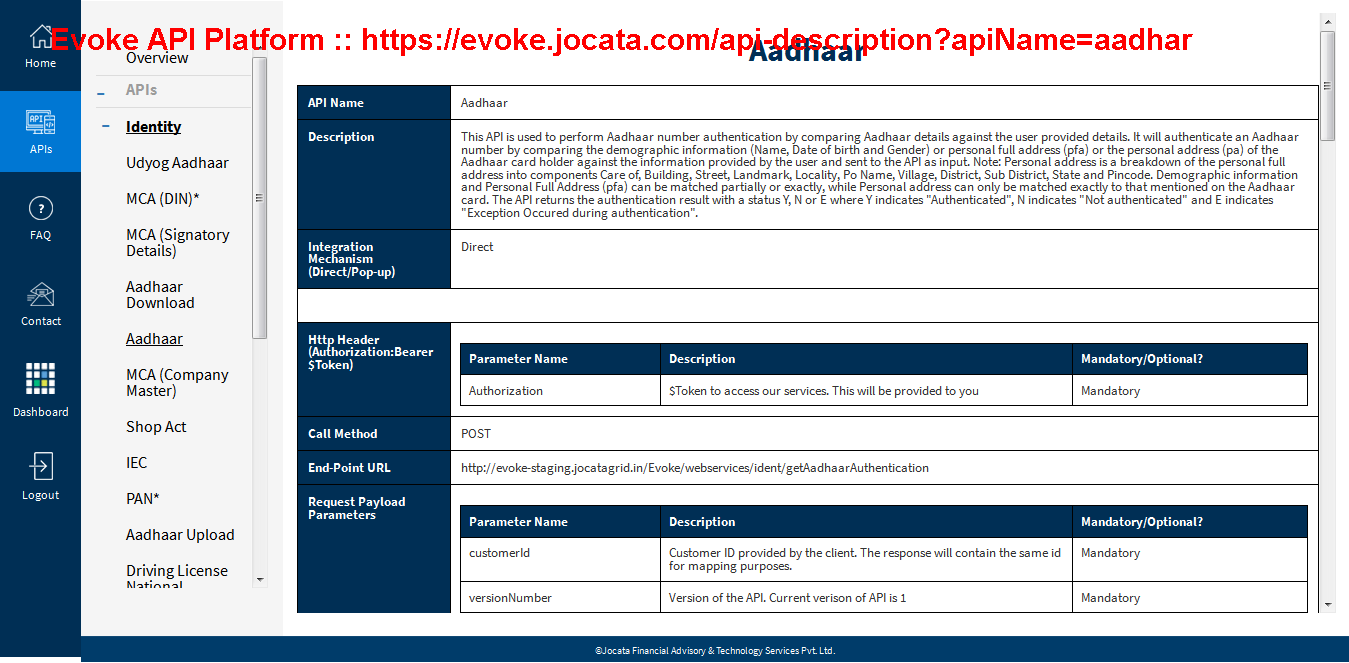 Evoke API Platform :: https://evoke.jocata.com/api-description?apiName=aadhar
Aadhaar
Home
APIs
FAQ
Contact
Dashboard
Logout
Overview
APIs
Identity
Udyog Aadhaar
MCA (DIN)*
MCA (Signatory
Details)
Aadhaar
Download
Aadhaar
MCA (Company
Master)
Shop Act
IEC
PAN*
Aadhaar Upload
Driving License
National
API Name
Aadhaar
Description
This API is used to perform Aadhaar number authentication by comparing Aadhaar details against the user provided details. It will authenticate an Aadhaar
number by comparing the demographic information (Name, Date of birth and Gender) or personal full address (pfa) or the personal address (pa) of the
Aadhaar card holder against the information provided by the user and sent to the API as input. Note: Personal address is a breakdown of the personal full
address into components Care of, Building, Street, Landmark, Locality, Po Name, Village, District, Sub District, State and Pincode. Demographic information
and Personal Full Address (pfa) can be matched partially or exactly, while Personal address can only be matched exactly to that mentioned on the Aadhaar
card. The API returns the authentication result with a status Y, N or E where Y indicates "Authenticated", N indicates "Not authenticated" and E indicates
"Exception Occured during authentication".
Integration
Mechanism
(Direct/Pop-up)
Direct
Http Header
(Authorization:Bearer
$Token)
Parameter Name Description Mandatory/Optional?
Authorization $Token to access our services. This will be provided to you Mandatory
Call Method
POST
End-Point URL
http://evoke-staging.jocatagrid.in/Evoke/webservices/ident/getAadhaarAuthentication
Request Payload
Parameters
Parameter Name Description Mandatory/Optional?
customerId Customer ID provided by the client. The response will contain the same id Mandatory
for mapping purposes.
versionNumber Version of the API. Current verison of API is 1 Mandatory
©Jocata Financial Advisory & Technology Services Pvt. Ltd.